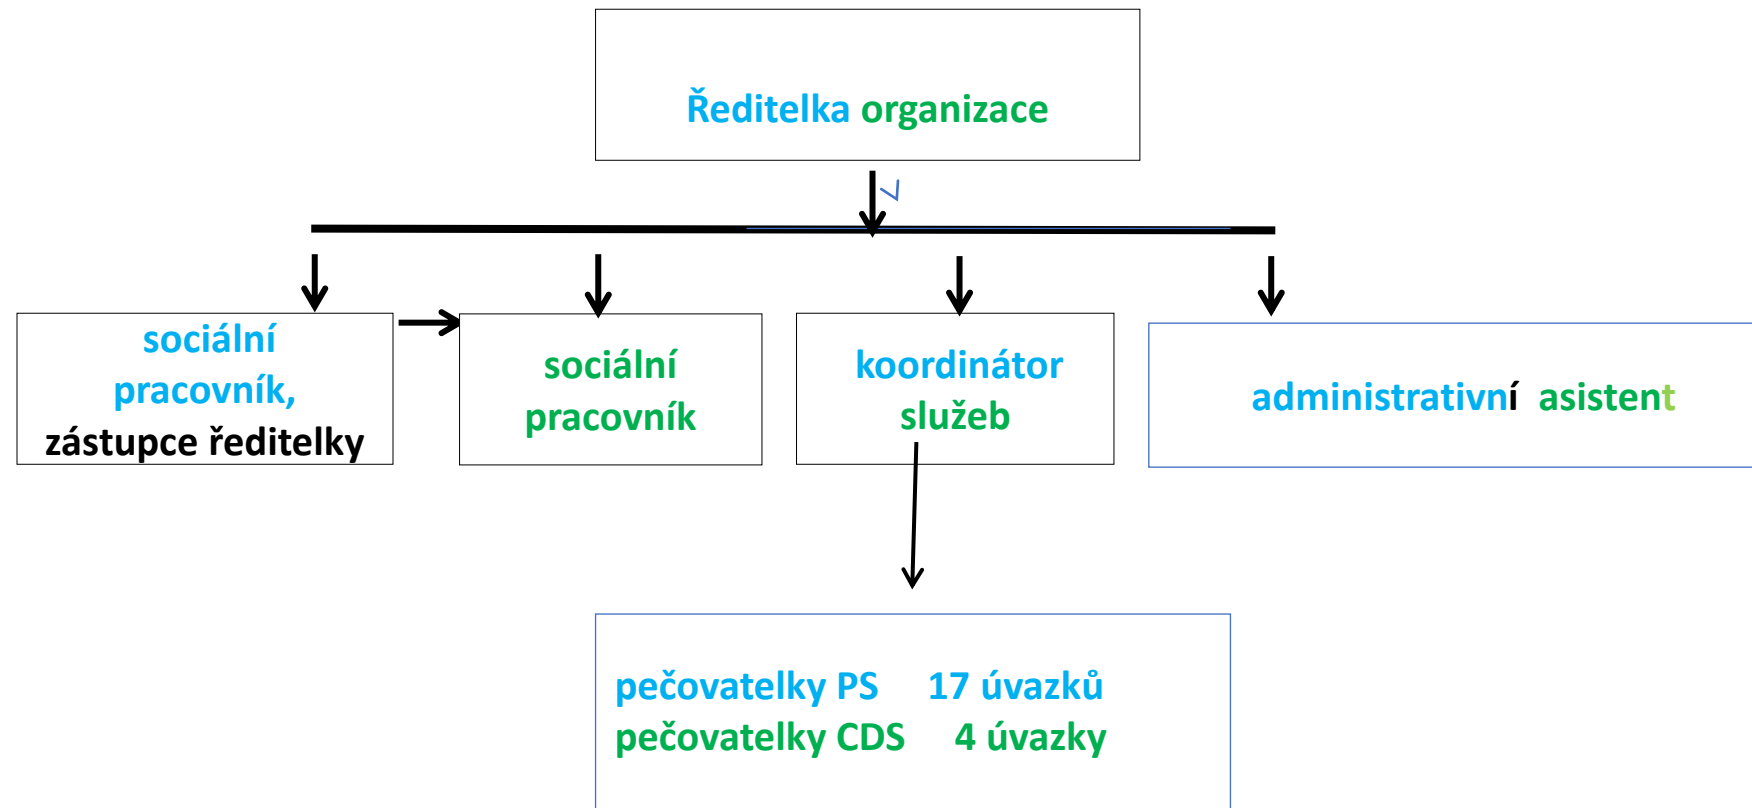 Ředitelka organizace
sociální
pracovník,
zástupce ředitelky
sociální
pracovník
koordinátor
služeb
administrativní asistent
pečovatelky PS 17 úvazků
pečovatelky CDS 4 úvazky